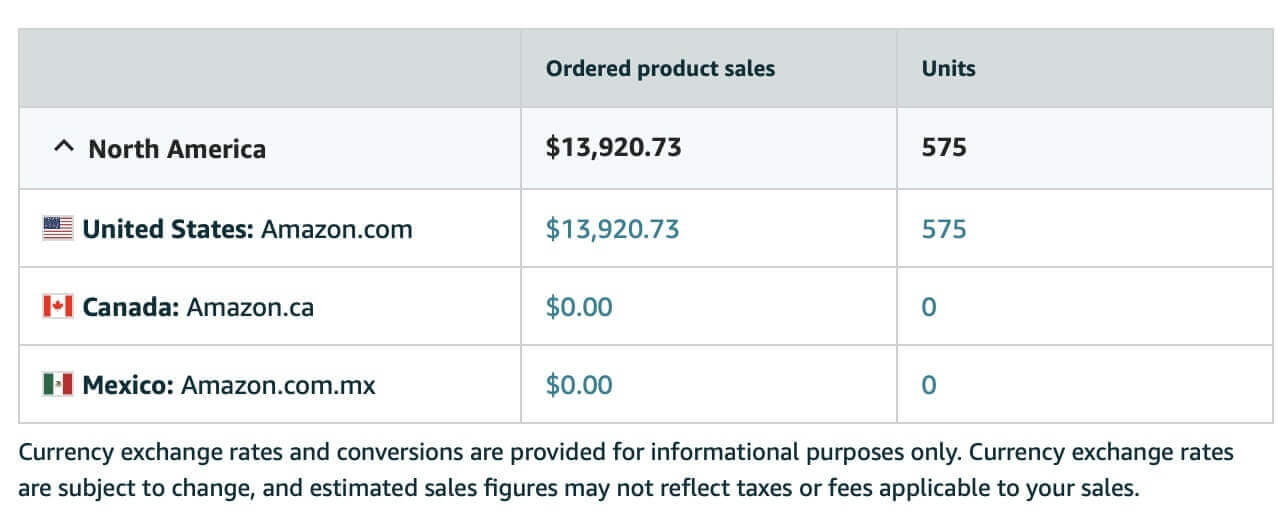 Ordered product sales Units
North America $13,920.73 575
United States: Amazon.com $13,920.73 575
Canada: Amazon.ca $0.00 0
Mexico: Amazon.com.mx $0.00 0
Currency exchange rates and conversions are provided for informational purposes only. Currency exchange rates
are subject to change, and estimated sales figures may not reflect taxes or fees applicable to your sales.